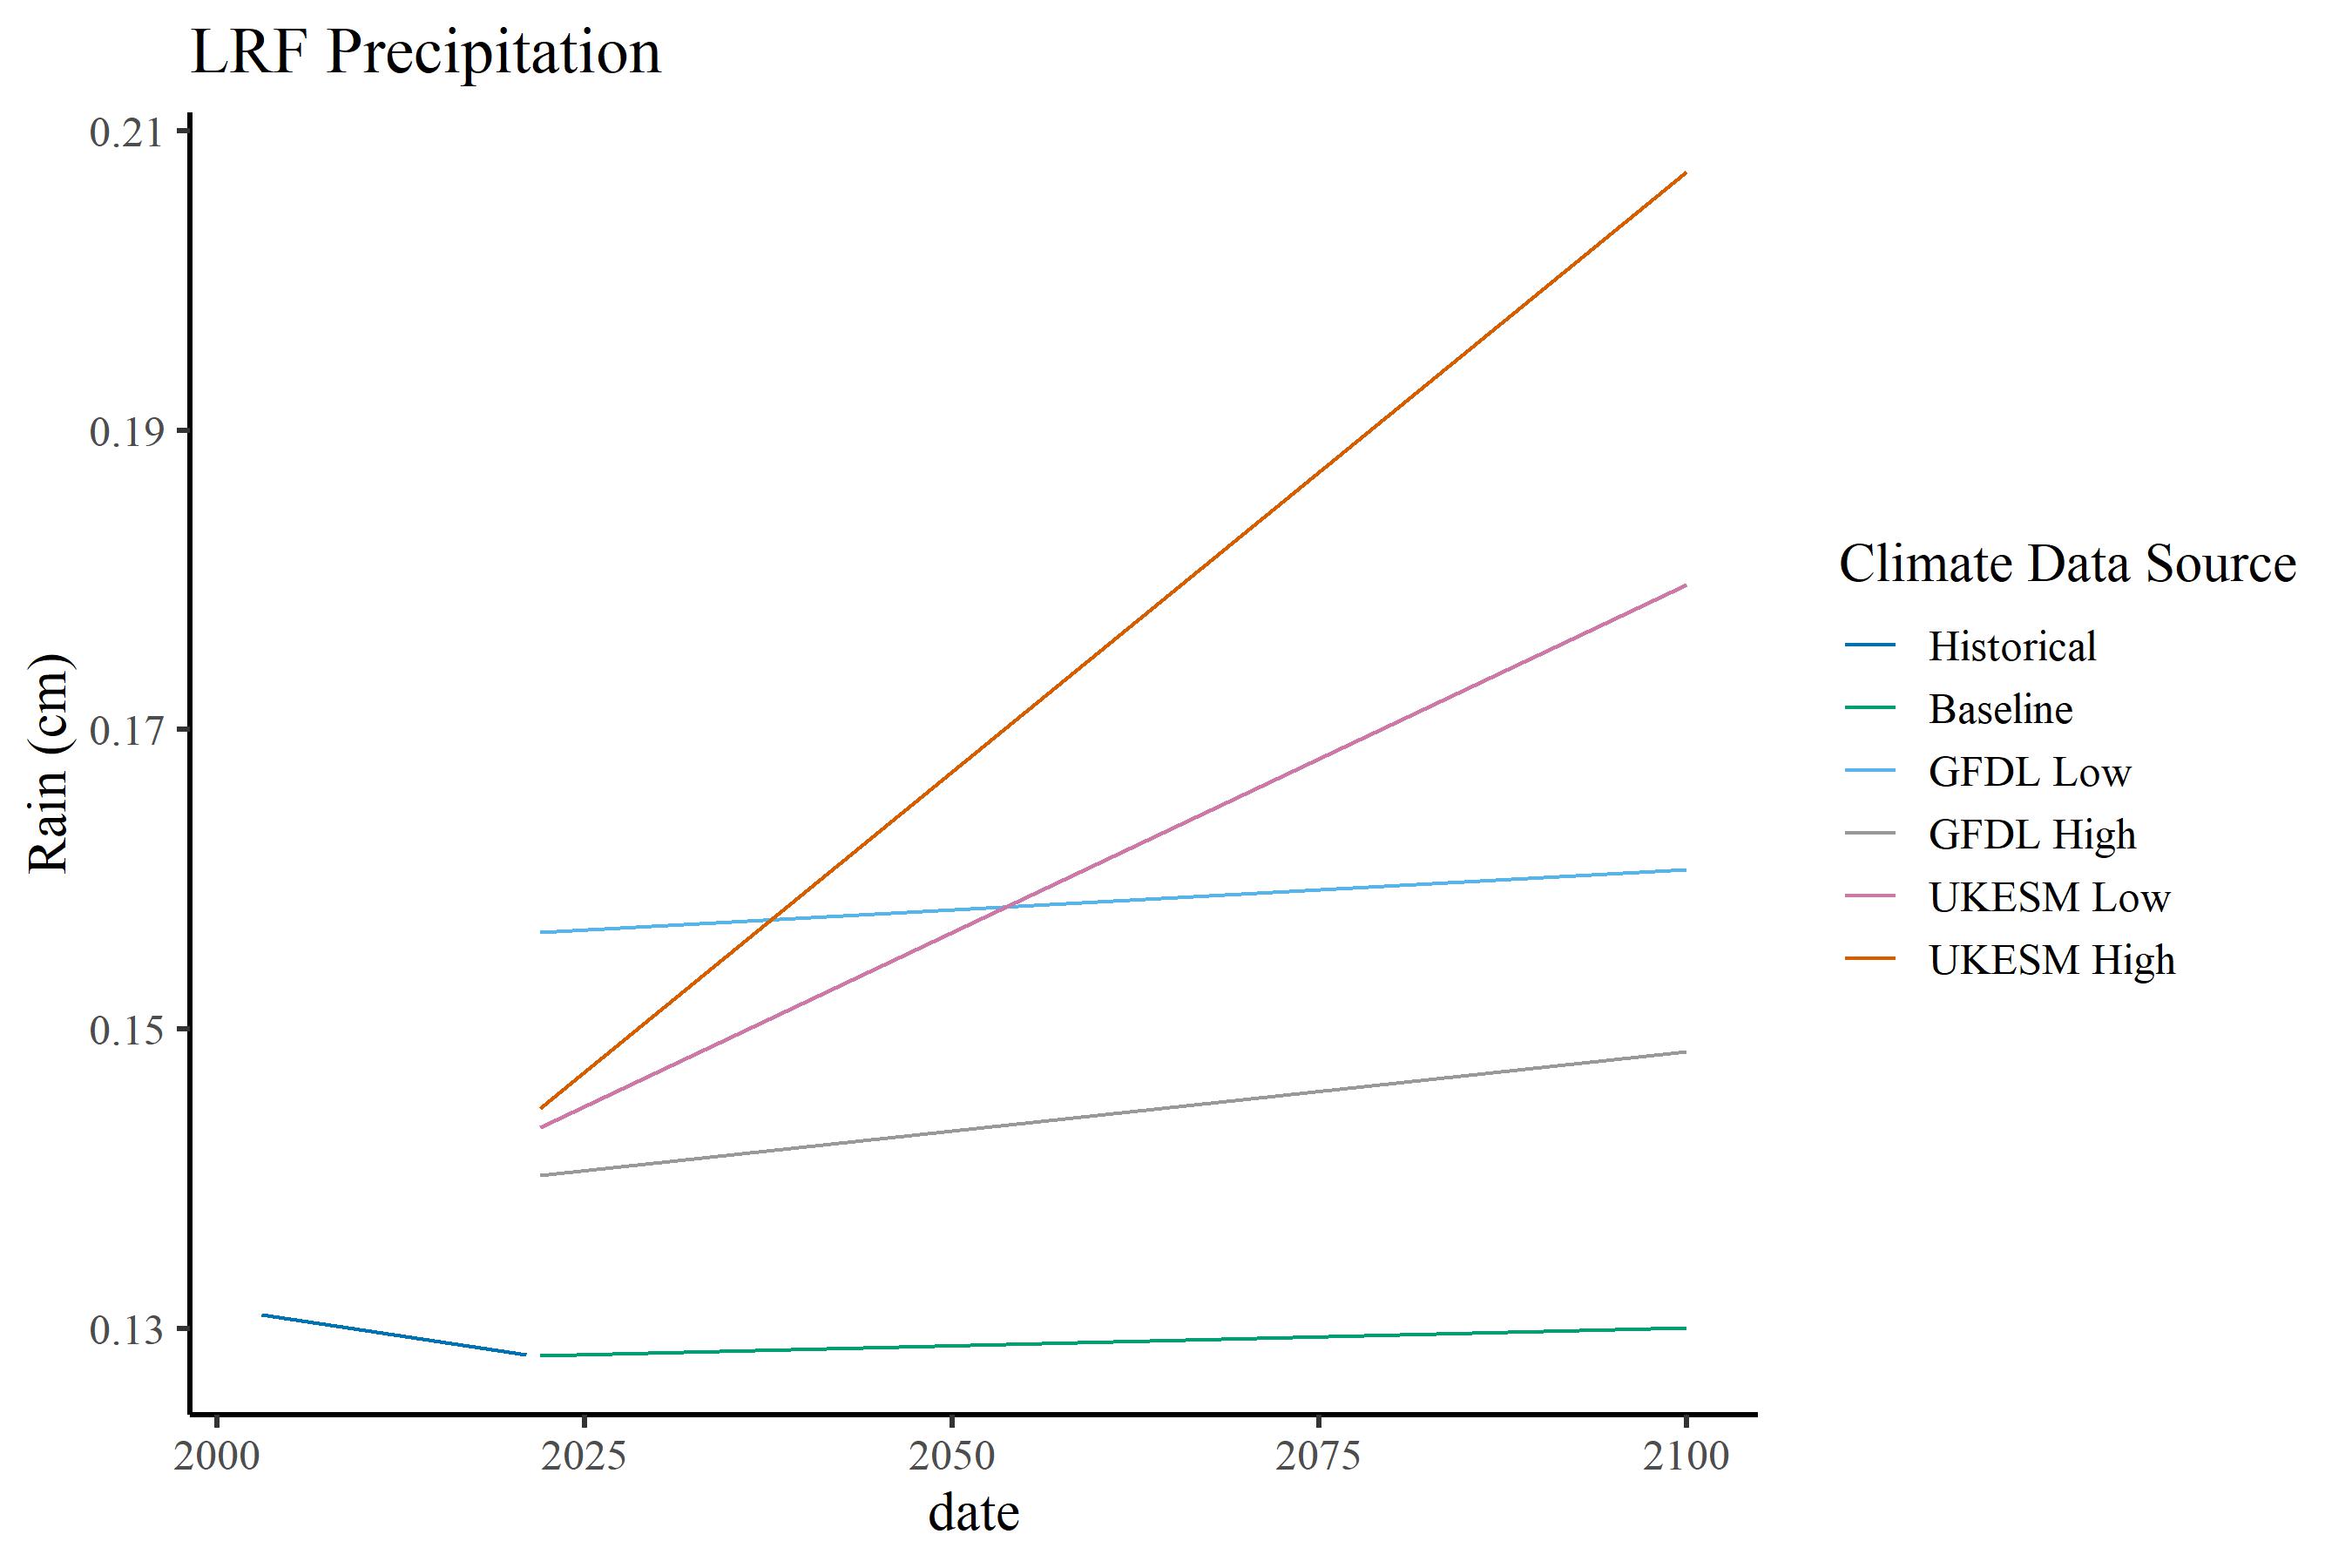 LRF Precipitation
0.21
0.19
0.17
0.15
0.13
Rain (cm)
2000 2025 2050 2075 2100
date
Climate Data Source
Historical
Baseline
GFDL Low
GFDL High
UKESM Low
UKESM High